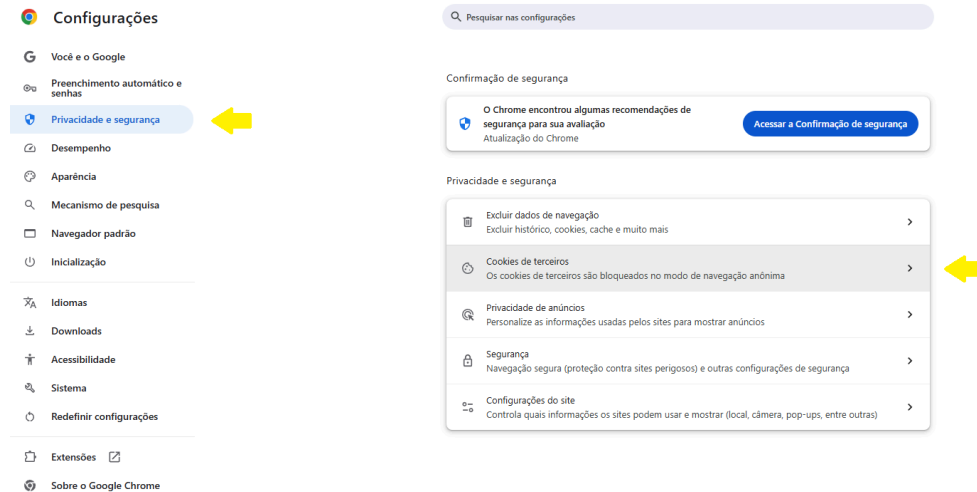 Configurações
Pesquisar nas configurações
Você e o Google
Preenchimento automático e
senhas
Privacidade e segurança
Desempenho
Aparência
Mecanismo de pesquisa
Navegador padrão
Inicialização
Idiomas
Downloads
Acessibilidade
Sistema
Redefinir configurações
Extensões
Sobre o Google Chrome
Confirmação de segurança
O Chrome encontrou algumas recomendações de
segurança para sua avaliação
Atualização do Chrome
Acessar a Confirmação de segurança
Privacidade e segurança
Excluir dados de navegação
Excluir histórico, cookies, cache e muito mais
Cookies de terceiros
Os cookies de terceiros são bloqueados no modo de navegação anônima
Privacidade de anúncios
Personalize as informações usadas pelos sites para mostrar anúncios
Segurança
Navegação segura (proteção contra sites perigosos) e outras configurações de segurança
Configurações do site
Controla quais informações os sites podem usar e mostrar (local, câmera, pop-ups, entre outras)